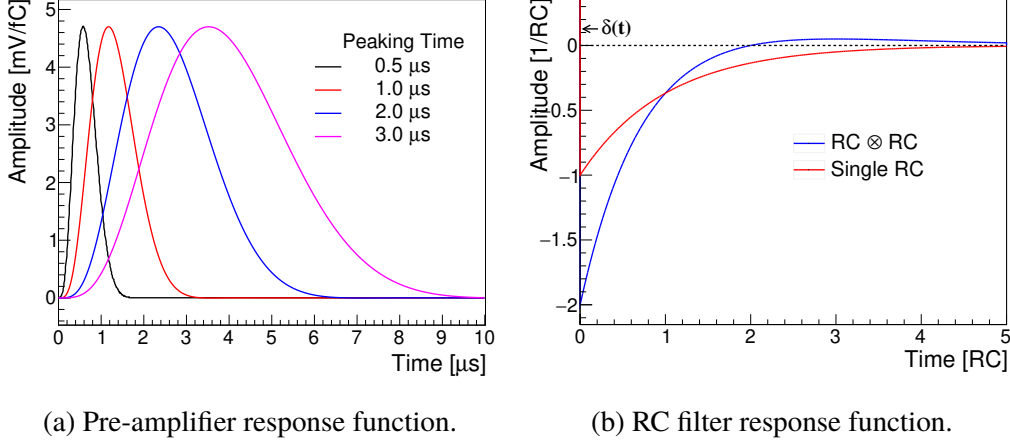 Amplitude [mV/fC]
5
4
3
2
1
0
Peaking Time
0.5 μs
1.0 μs
2.0 μs
3.0 μs
0 1 2 3 4 5 6 7 8 9 10
Time [μs]
(a) Pre-amplifier response function.
Amplitude [1/RC]
δ(t)
0
−0.5
−1
−1.5
−2
RC ⊗ RC
Single RC
0 1 2 3 4 5
Time [RC]
(b) RC filter response function.